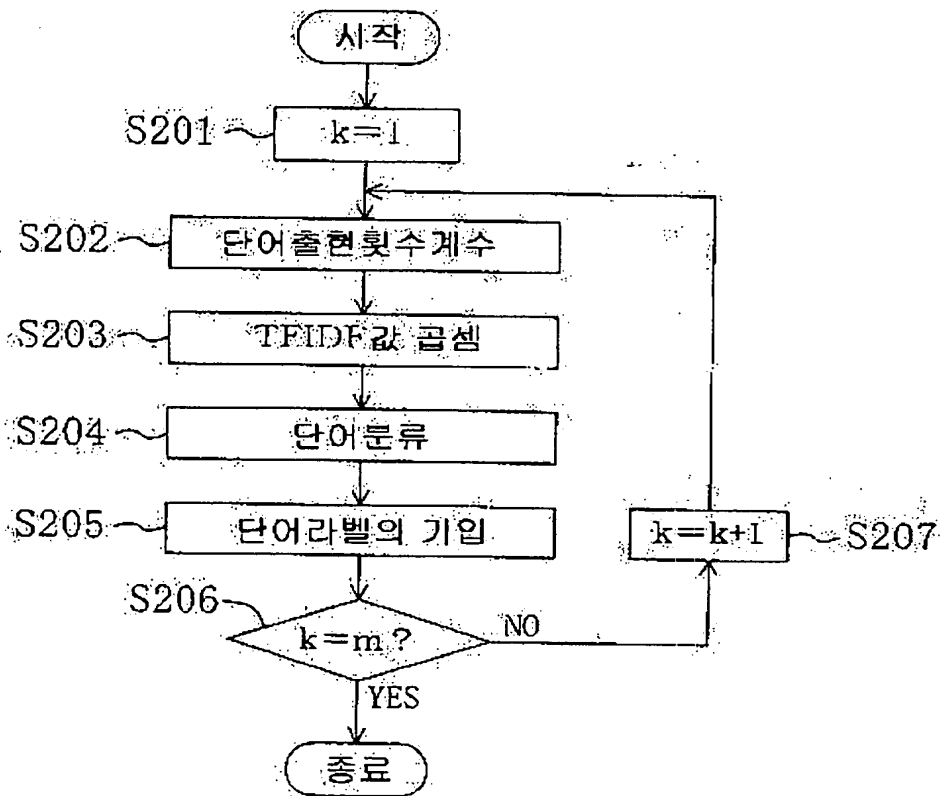 시작
S201
k=1
S202
단어출현횟수계수
S203
TFIDF값 곱셈
S204
단어분류
S205
단어라벨의 기입
S206
k=m?
NO
k=k+1
S207
YES
종료